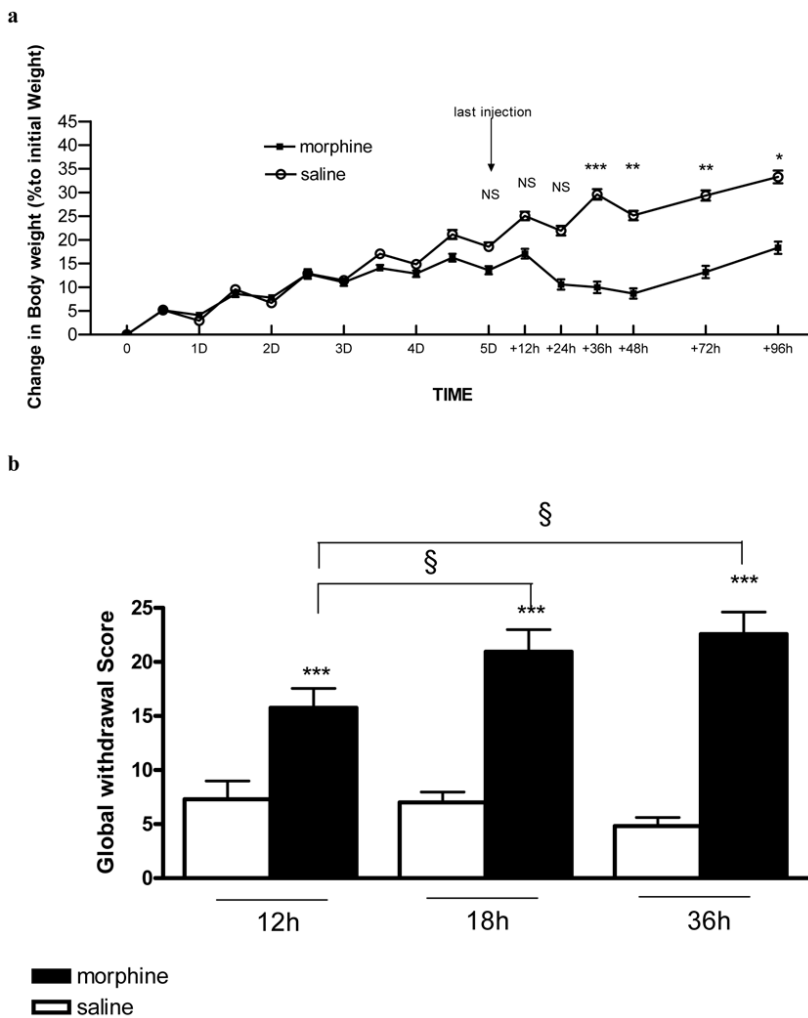 a
Change in Body weight (%to initial Weight)
45
40
35
30
25
20
15
10
5
0
morphine
saline
last injection
NS
NS
NS
***
**
**
*
0
1D
2D
3D
4D
5D
+12h
+24h
+36h
+48h
+72h
+96h
TIME
b
§
§
Global withdrawal Score
25
20
15
10
5
0
***
***
***
12h
18h
36h
morphine
saline